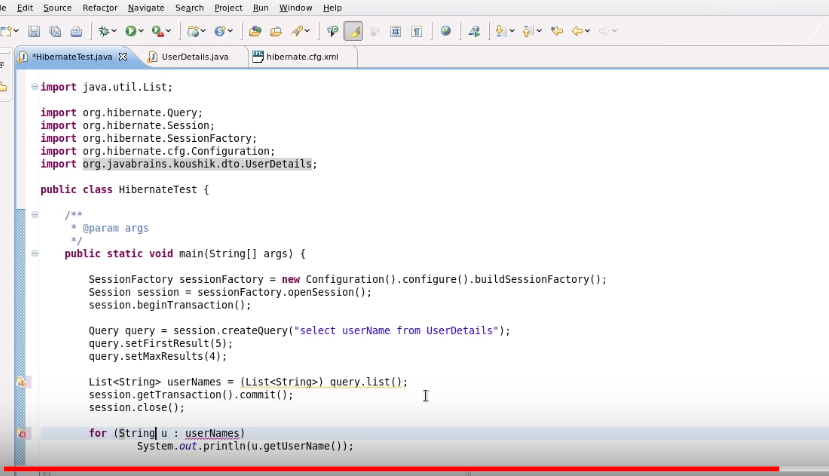 le Edit Source Refactor Navigate Search Project Run Window Help
*HibernateTest.java UserDetails.java hibernate.cfg.xml
import java.util.List;
import org.hibernate.Query;
import org.hibernate.Session;
import org.hibernate.SessionFactory;
import org.hibernate.cfg.Configuration;
import org.javabrains.koushik.dto.UserDetails;
public class HibernateTest {
/**
* @param args
*/
public static void main(String[] args) {
SessionFactory sessionFactory = new Configuration().configure().buildSessionFactory();
Session session = sessionFactory.openSession();
session.beginTransaction();
Query query = session.createQuery("select userName from UserDetails");
query.setFirstResult(5);
query.setMaxResults(4);
List<String> userNames = (List<String>) query.list();
session.getTransaction().commit();
session.close();
for (String u : userNames)
System.out.println(u.getUserName());